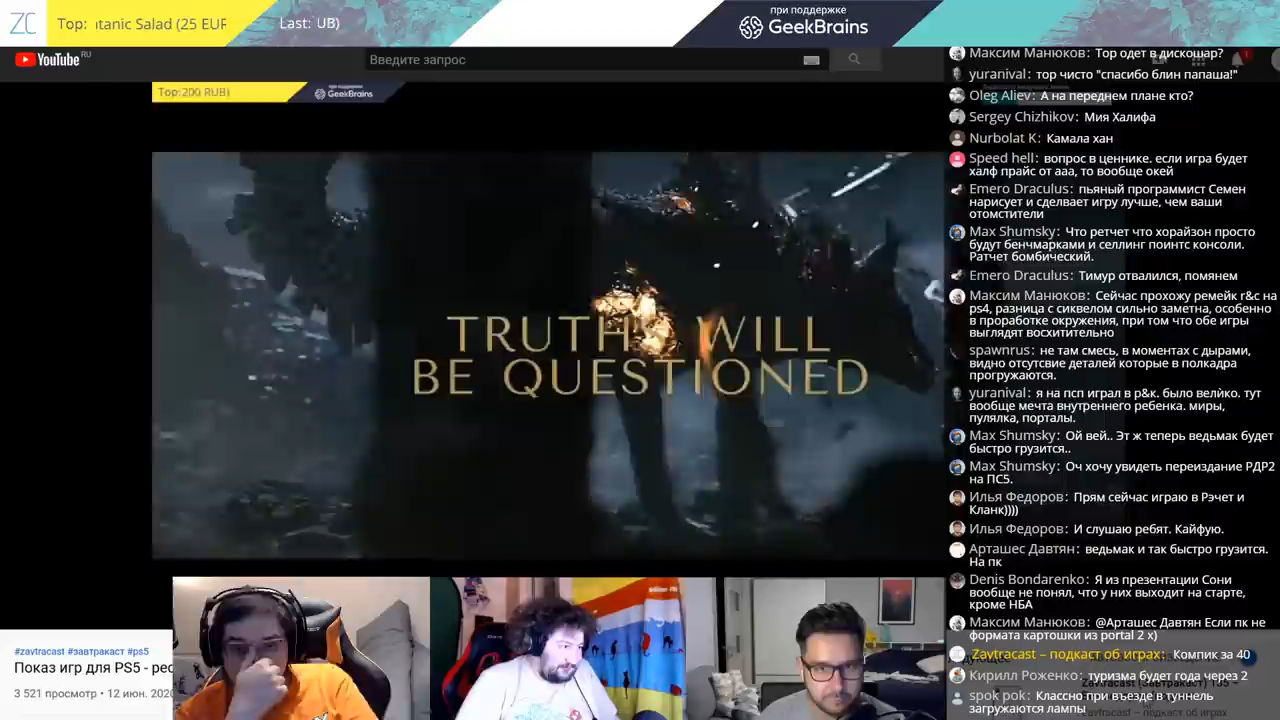 ZC
Top: ıtanic Salad (25 EUR
Last: UB)
при поддержке
GeekBrains
YouTube RU
Введите запрос
Top:200 RUB)
при поддержке
GeekBrains
TRUTH WILL
BE QUESTIONED
Максим Манюков: Тор одет в дискошар?
yuranival: тор чисто "спасибо блин папаша!"
Oleg Aliev: А на переднем плане кто?
Sergey Chizhikov: Мия Халифа
Nurbolat K: Камала хан
Speed hell: вопрос в ценнике. если игра будет
халф прайс от ааа, то вообще окей
Emero Draculus: пьяный программист Семен
нарисует и сделвает игру лучше, чем ваши
отомстители
Max Shumsky: Что ретчет что хорайзон просто
будут бенчмарками и селлинг поинтс консоли.
Ратчет бомбический.
Emero Draculus: Тимур отвалился, помянем
Максим Манюков: Сейчас прохожу ремейк r&c на
ps4, разница с сиквелом сильно заметна, особенно
в проработке окружения, при том что обе игры
выглядят восхитительно
spawnrus: не там смесь, в моментах с дырами,
видно отсутсвие деталей которые в полкадра
прогружаются.
yuranival: я на псп играл в р&к. было велѝко. тут
вообще мечта внутреннего ребенка. миры,
пулялка, порталы.
Max Shumsky: Ой вей.. Эт ж теперь ведьмак будет
быстро грузится..
Max Shumsky: Оч хочу увидеть переиздание РДР2
на ПС5.
Илья Федоров: Прям сейчас играю в Рэчет и
Кланк))))
Илья Федоров: И слушаю ребят. Кайфую.
Арташес Давтян: ведьмак и так быстро грузится.
На пк
Denis Bondarenko: Я из презентации Сони
вообще не понял, что у них выходит на старте,
кроме НБА
Максим Манюков: @Арташес Давтян Если пк не
формата картошки из portal 2 х)
Zavtracast – подкаст об играх: Компик за 40
Кирилл Роженко: туризма будет года через 2
spok pok: Классно при въезде в туннель
загружаются лампы
#zavtracast #завтракаст #ps5
Показ игр для PS5 - рес
3 521 просмотр • 12 июн. 2020
Zavtracast – подкаст об играх